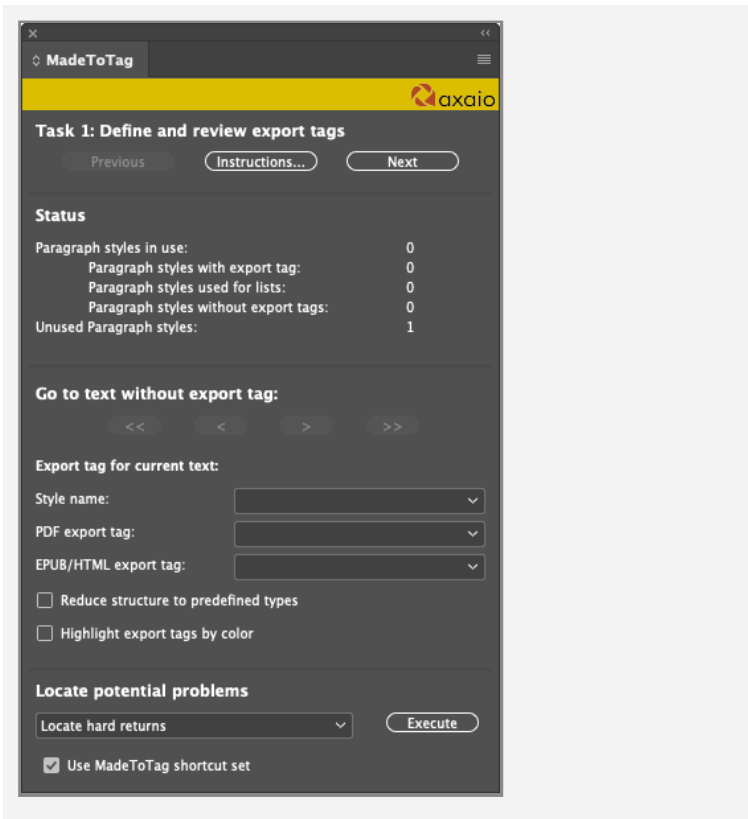 MadeToTag
axaio
Task 1: Define and review export tags
Previous Instructions... Next
Status
Paragraph styles in use: 0
Paragraph styles with export tag: 0
Paragraph styles used for lists: 0
Paragraph styles without export tags: 0
Unused Paragraph styles: 1
Go to text without export tag:
<< < > >>
Export tag for current text:
Style name:
PDF export tag:
EPUB/HTML export tag:
Reduce structure to predefined types
Highlight export tags by color
Locate potential problems
Locate hard returns Execute
Use MadeToTag shortcut set